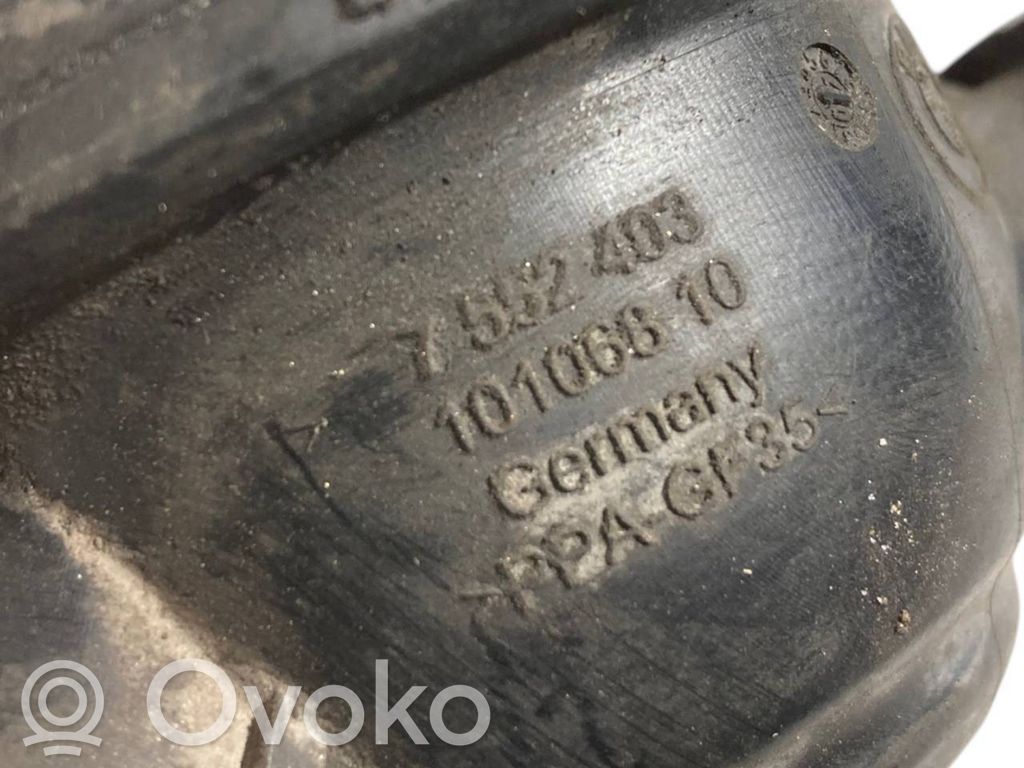 7 552 403
101068-10
Germany
>PPA-GF35<
Ovoko